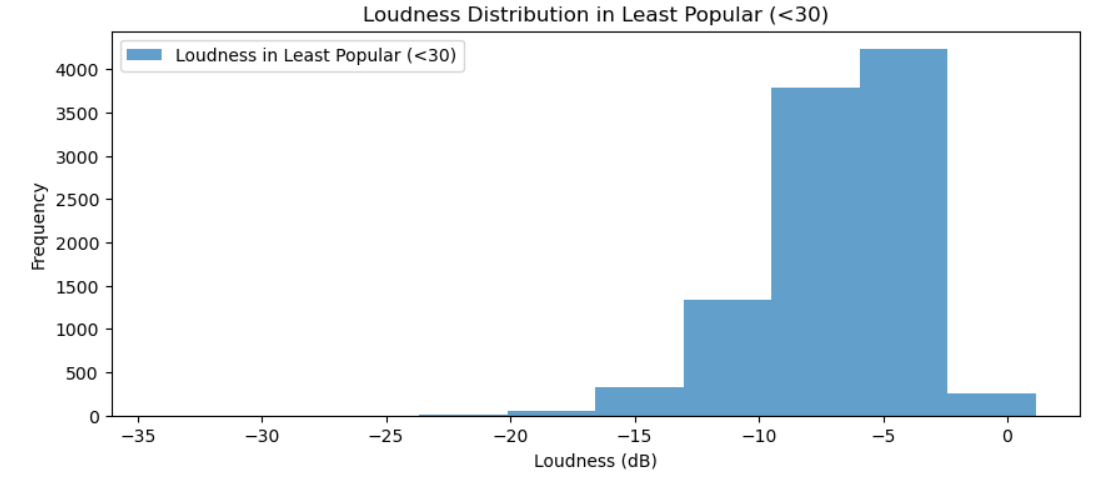 Loudness Distribution in Least Popular (<30)
Loudness in Least Popular (<30)
4000
3500
3000
2500
2000
1500
1000
500
0
Frequency
−35 −30 −25 −20 −15 −10 −5 0
Loudness (dB)